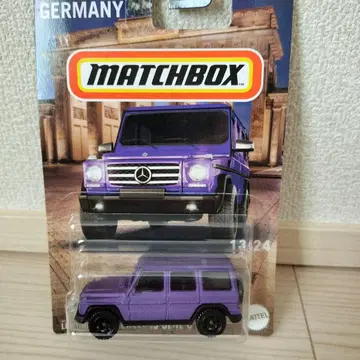 GERMANY
MATCHBOX
13/24
MATTEL